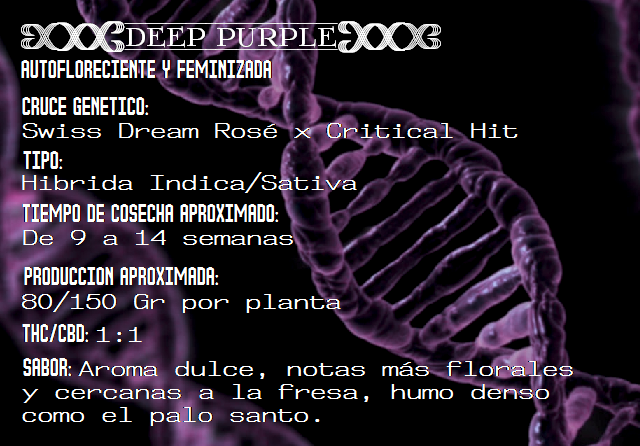 DEEP PURPLE
AUTOFLORECIENTE Y FEMINIZADA
CRUCE GENETICO:
Swiss Dream Rosé x Critical Hit
TIPO:
Hibrida Indica/Sativa
TIEMPO DE COSECHA APROXIMADO:
De 9 a 14 semanas
PRODUCCION APROXIMADA:
80/150 Gr por planta
THC/CBD: 1:1
SABOR: Aroma dulce, notas más florales
y cercanas a la fresa, humo denso
como el palo santo.